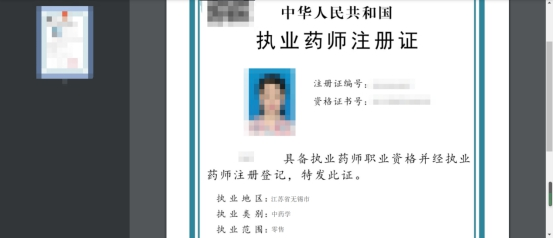 中华人民共和国
执业药师注册证
注册证编号：
资格证书号：
具备执业药师职业资格并经执业
药师注册登记，特发此证。
执业地区：江苏省无锡市
执业类别：中药学
执业范围：零售